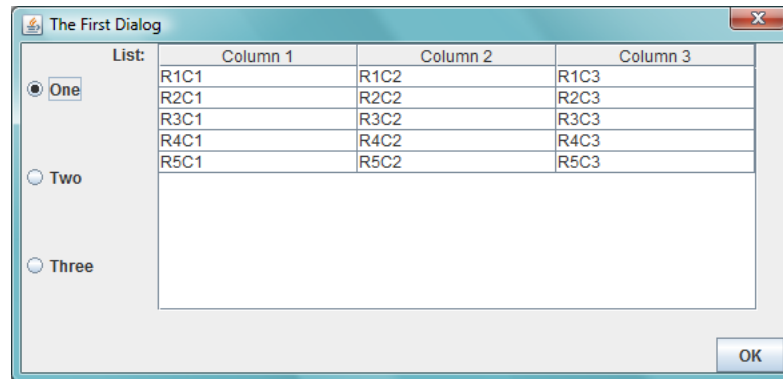 The First Dialog
List: Column 1 Column 2 Column 3
One
R1C1 R1C2 R1C3
R2C1 R2C2 R2C3
R3C1 R3C2 R3C3
R4C1 R4C2 R4C3
R5C1 R5C2 R5C3
Two
Three
OK